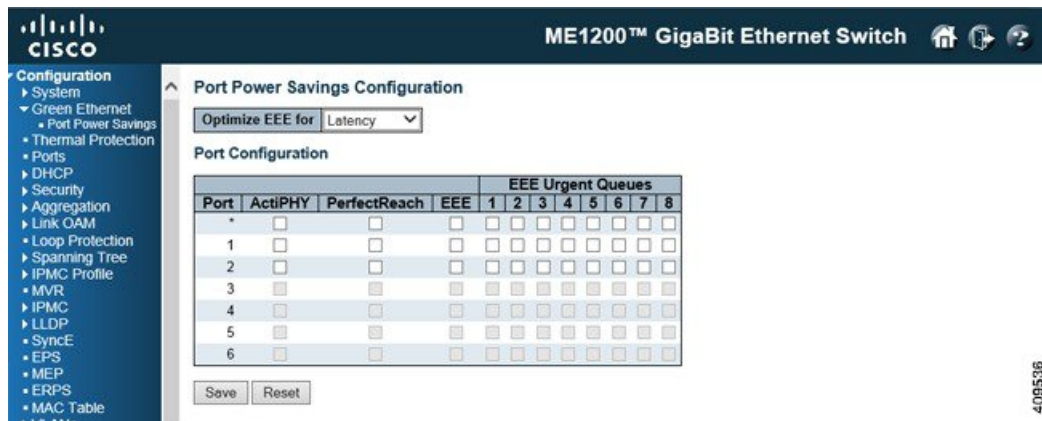 CISCO
ME1200™ GigaBit Ethernet Switch
Configuration
System
Green Ethernet
Port Power Savings
Thermal Protection
Ports
DHCP
Security
Aggregation
Link OAM
Loop Protection
Spanning Tree
IPMC Profile
MVR
IPMC
LLDP
SyncE
EPS
MEP
ERPS
MAC Table
Port Power Savings Configuration
Optimize EEE for Latency
Port Configuration
EEE Urgent Queues
Port ActiPHY PerfectReach EEE 1 2 3 4 5 6 7 8
*
1
2
3
4
5
6
Save Reset
409536